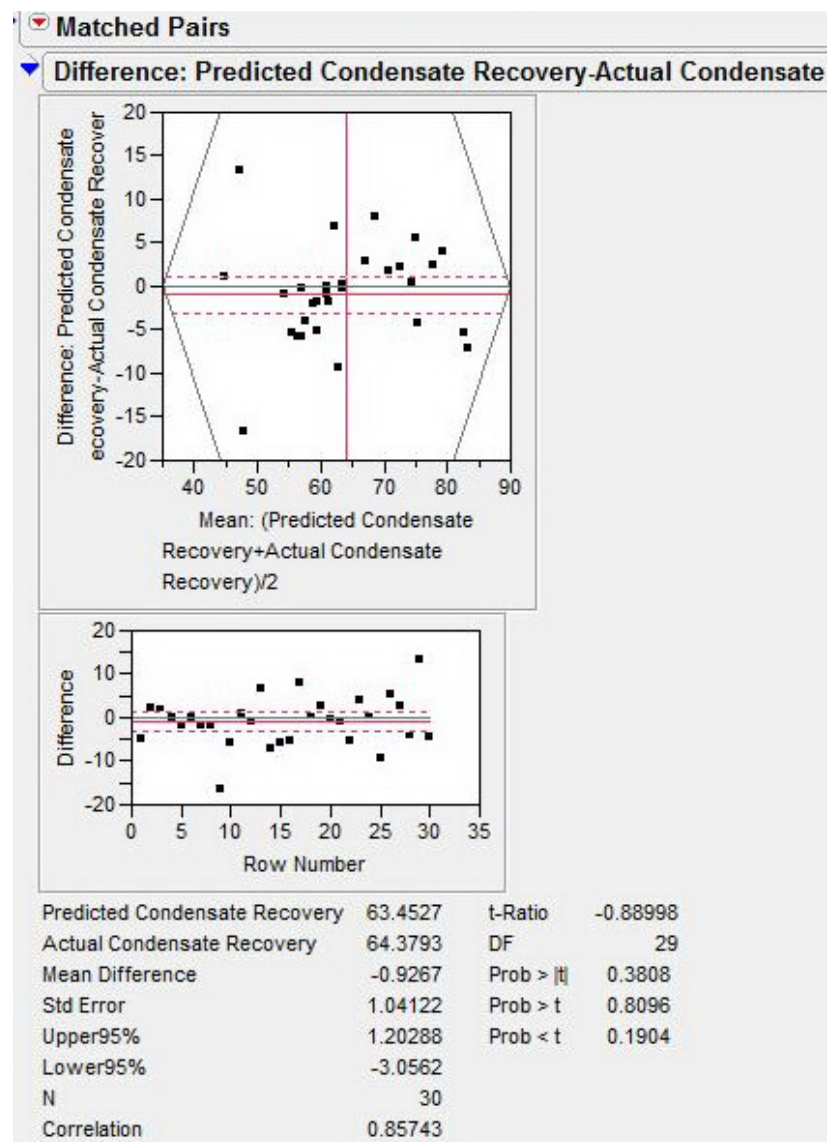 Matched Pairs
Difference: Predicted Condensate Recovery-Actual Condensate
Difference: Predicted Condensate
ecovery-Actual Condensate Recover
20
15
10
5
0
-5
-10
-15
-20
40 50 60 70 80 90
Mean: (Predicted Condensate
Recovery+Actual Condensate
Recovery)/2
Difference
20
10
0
-10
-20
0 5 10 15 20 25 30 35
Row Number
Predicted Condensate Recovery 63.4527 t-Ratio -0.88998
Actual Condensate Recovery 64.3793 DF 29
Mean Difference -0.9267 Prob > |t| 0.3808
Std Error 1.04122 Prob > t 0.8096
Upper95% 1.20288 Prob < t 0.1904
Lower95% -3.0562
N 30
Correlation 0.85743